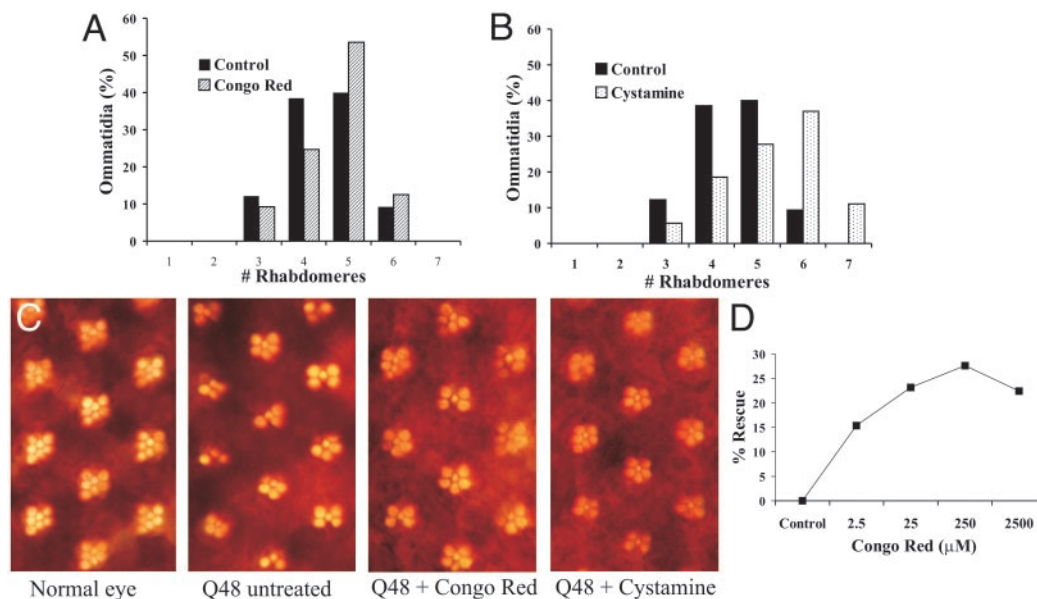 A
60
50
40
30
20
10
0
Ommatidia (%)
Control
Congo Red
1 2 3 4 5 6 7
# Rhabdomeres
B
60
50
40
30
20
10
0
Ommatidia (%)
Control
Cystamine
1 2 3 4 5 6 7
# Rhabdomeres
C
Normal eye
Q48 untreated
Q48 + Congo Red
Q48 + Cystamine
D
30
25
20
15
10
5
0
% Rescue
Control 2.5 25 250 2500
Congo Red (μM)